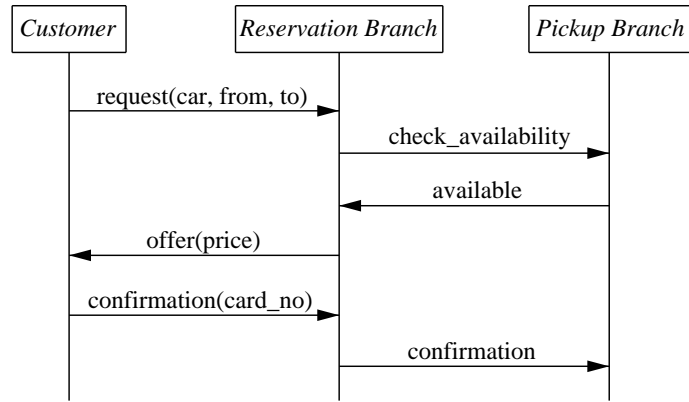 Customer
Reservation Branch
Pickup Branch
request(car, from, to)
check_availability
available
offer(price)
confirmation(card_no)
confirmation